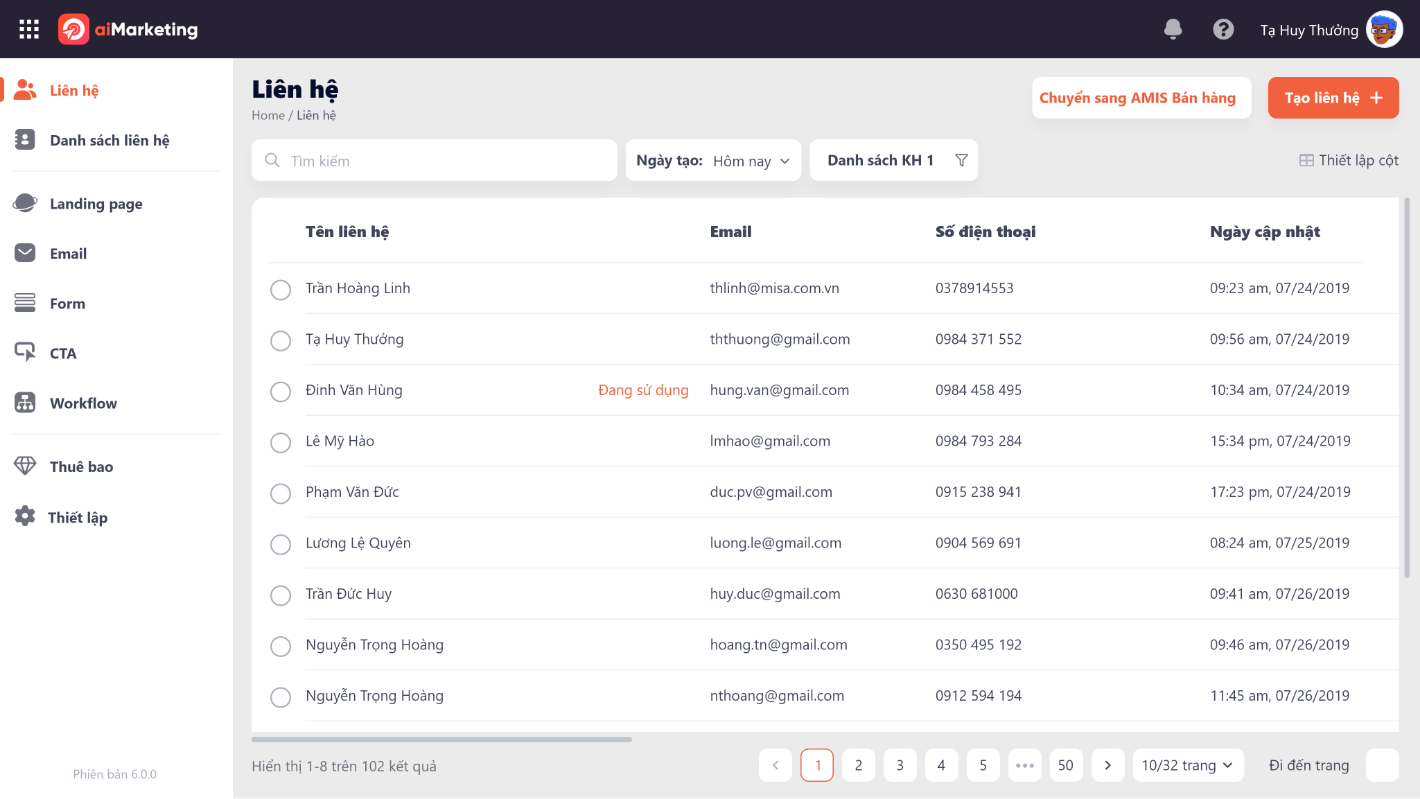 aiMarketing
Tạ Huy Thưởng
Liên hệ
Danh sách liên hệ
Landing page
Email
Form
CTA
Workflow
Thuê bao
Thiết lập
Phiên bản 6.0.0
Liên hệ
Home / Liên hệ
Chuyển sang AMIS Bán hàng
Tạo liên hệ +
Tìm kiếm
Ngày tạo: Hôm nay
Danh sách KH 1
Thiết lập cột
Tên liên hệ Email Số điện thoại Ngày cập nhật
Trần Hoàng Linh thlinh@misa.com.vn 0378914553 09:23 am, 07/24/2019
Tạ Huy Thưởng ththuong@gmail.com 0984 371 552 09:56 am, 07/24/2019
Đinh Văn Hùng Đang sử dụng hung.van@gmail.com 0984 458 495 10:34 am, 07/24/2019
Lê Mỹ Hào lmhao@gmail.com 0984 793 284 15:34 pm, 07/24/2019
Phạm Văn Đức duc.pv@gmail.com 0915 238 941 17:23 pm, 07/24/2019
Lương Lệ Quyên luong.le@gmail.com 0904 569 691 08:24 am, 07/25/2019
Trần Đức Huy huy.duc@gmail.com 0630 681000 09:41 am, 07/26/2019
Nguyễn Trọng Hoàng hoang.tn@gmail.com 0350 495 192 09:46 am, 07/26/2019
Nguyễn Trọng Hoàng nthoang@gmail.com 0912 594 194 11:45 am, 07/26/2019
Hiển thị 1-8 trên 102 kết quả
< 1 2 3 4 5 ••• 50 > 10/32 trang Đi đến trang